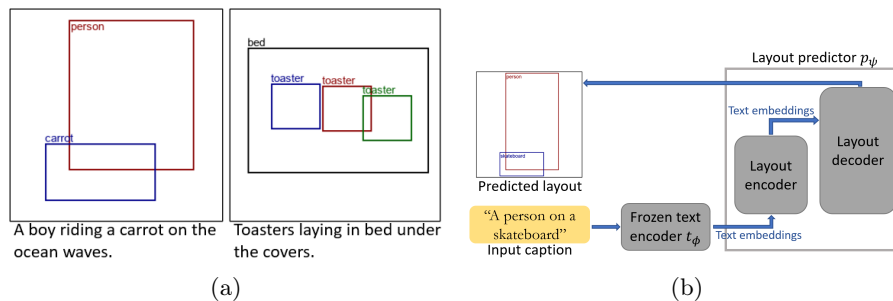 person
carrot
A boy riding a carrot on the
ocean waves.
bed
toaster
toaster
toaster
Toasters laying in bed under
the covers.
(a)
Layout predictor pψ
person
skateboard
Predicted layout
Text embeddings
Layout
encoder
Layout
decoder
“A person on a
skateboard”
Input caption
Frozen text
encoder tϕ
Text embeddings
(b)